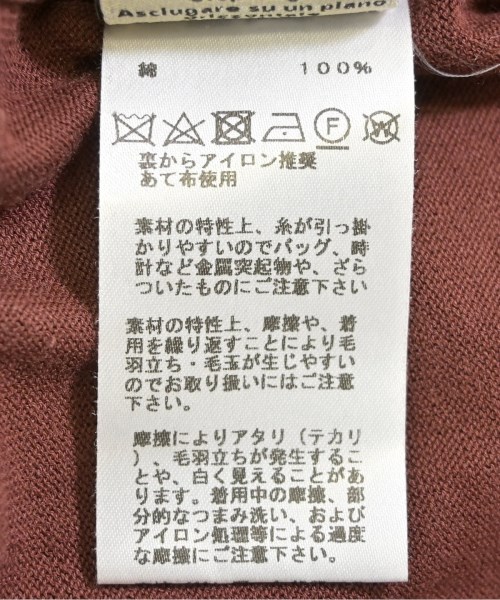 Asciugare su un piano
綿 100%
F
W
裏からアイロン推奨
あて布使用
素材の特性上、糸が引っ掛
かりやすいのでバッグ、時
計など金属突起物や、ざら
ついたものにご注意下さい
素材の特性上、摩擦や、着
用を繰り返すことにより毛
羽立ち・毛玉が生じやすい
のでお取り扱いにはご注意
下さい。
摩擦によりアタリ（テカリ
）、毛羽立ちが発生するこ
とや、白く見えることがあ
ります。着用中の摩擦、部
分的なつまみ洗い、および
アイロン処理等による過度
な摩擦にご注意下さい。